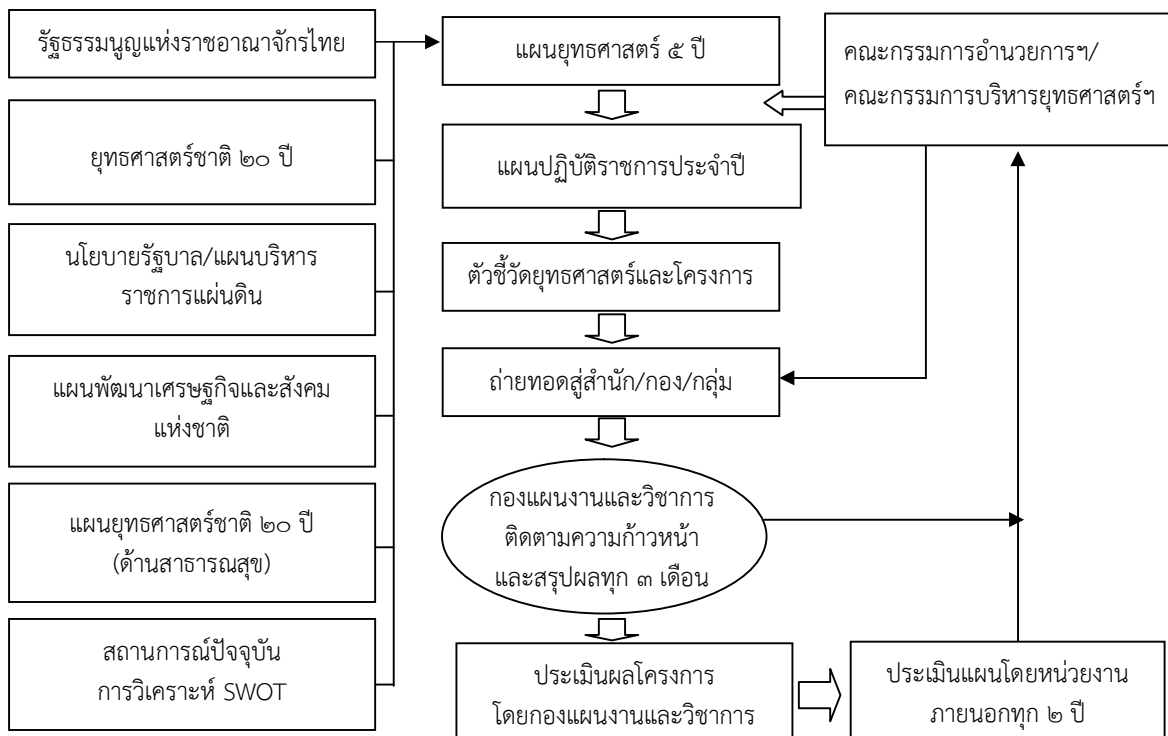 รัฐธรรมนูญแห่งราชอาณาจักรไทย
ยุทธศาสตร์ชาติ ๒๐ ปี
นโยบายรัฐบาล/แผนบริหาร
ราชการแผ่นดิน
แผนพัฒนาเศรษฐกิจและสังคม
แห่งชาติ
แผนยุทธศาสตร์ชาติ ๒๐ ปี
(ด้านสาธารณสุข)
สถานการณ์ปัจจุบัน
การวิเคราะห์ SWOT
แผนยุทธศาสตร์ ๕ ปี
แผนปฏิบัติราชการประจำปี
ตัวชี้วัดยุทธศาสตร์และโครงการ
ถ่ายทอดสู่สำนัก/กอง/กลุ่ม
กองแผนงานและวิชาการ
ติดตามความก้าวหน้า
และสรุปผลทุก ๓ เดือน
ประเมินผลโครงการ
โดยกองแผนงานและวิชาการ
คณะกรรมการอำนวยการฯ/
คณะกรรมการบริหารยุทธศาสตร์ฯ
ประเมินแผนโดยหน่วยงาน
ภายนอกทุก ๒ ปี